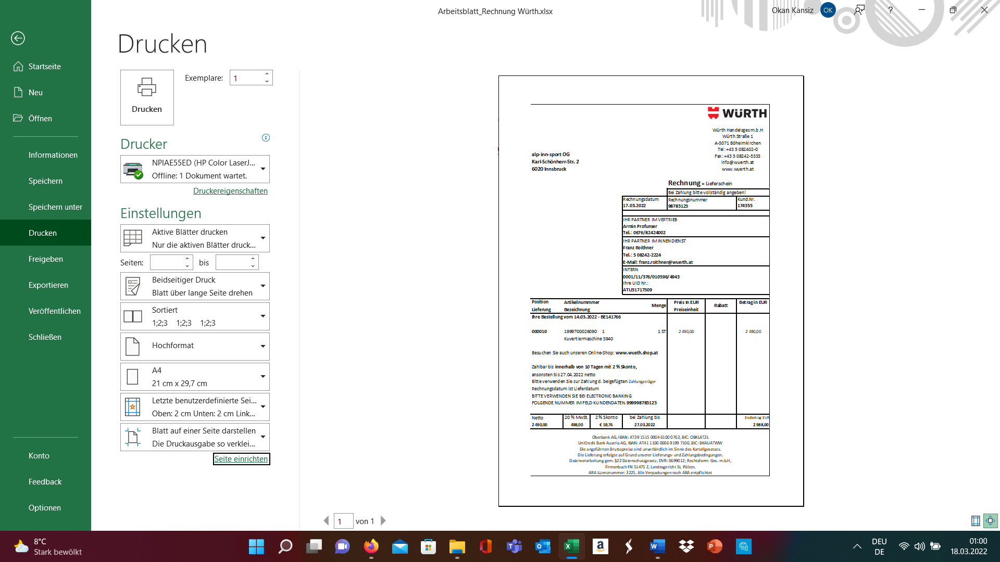 Arbeitsblatt_Rechnung Würth.xlsx
Okan Kansiz OK ?
Startseite
Neu
Öffnen
Informationen
Speichern
Speichern unter
Drucken
Freigeben
Exportieren
Veröffentlichen
Schließen
Konto
Feedback
Optionen
Drucken
Drucken
Exemplare: 1
Drucker
NPIAE55ED (HP Color LaserJ...
Offline: 1 Dokument wartet.
Druckereigenschaften
Einstellungen
Aktive Blätter drucken
Nur die aktiven Blätter druck...
Seiten: bis
Beidseitiger Druck
Blatt über lange Seite drehen
Sortiert
1;2;3 1;2;3 1;2;3
Hochformat
A4
21 cm x 29,7 cm
Letzte benutzerdefinierte Sei...
Oben: 2 cm Unten: 2 cm Link...
Blatt auf einer Seite darstellen
Die Druckausgabe so verklei...
Seite einrichten
WÜRTH
Würth Handelsges m.b.H
Würth Straße 1
A-3071 Böheimkirchen
Tel: +43 5 082402-0
Fax: +43 5 08242-5333
info@wuerth.at
www.wuerth.at
alp-inn-sport OG
Karl-Schönherr-Str. 2
6020 Innsbruck
Rechnung = Lieferschein
Bei Zahlung bitte vollständig angeben!
Rechnungsdatum Rechnungsnummer Kund.Nr.
17.03.2022 98783123 174355
IHR PARTNER IM VERTRIEB
Armin Profunser
Tel.: 0676/82424002
IHR PARTNER IM INNENDIENST
Franz Roithner
Tel.: 5 08242-2224
E-Mail: franz.roithner@wuerth.at
INTERN
0001/11/376/010596/4943
Ihre UID Nr.:
ATU31717309
Position Artikelnummmer Menge Preis In EUR Rabatt Betrag in EUR
Lieferung Bezeichnung Preiseinheit
Ihre Bestellung vom 14.03.2022 - BE141766
000010 1999700026090 1 1 ST 2 490,00 2 490,00
Kuvertiermaschine S940
Besuchen Sie auch unseren Online-Shop: www.wueth.shop.at
Zahlbar bis innerhalb von 10 Tagen mit 2 % Skonto,
ansonsten bis 27.04.2022 netto
Bitte verwenden Sie zur Zahlung d. beigefügten Zahlungsträger
Rechnungsdatum ist Lieferdatum
BITTE VERWENDEN SIE BEI ELECTRONIC BANKING
FOLGENDE NUMMER IM FELD KUNDENDATEN.999998783123
Netto 20 % MwSt. 2 % Skonto bei Zahlung bis Endbetrag EUR
2 490,00 498,00 € 59,76 27.03.2022 2 988,00
Oberbank AG, IBAN: AT39 1515 0004 6100 0762, BIC: OBKLAT2L
UniCredit Bank Austria AG, IBAN: AT41 1100 0006 9199 7100, BIC: BKAUATWW
Die angeführten Bruttopreise sind unverbindlich im Sinne des Kartellgesetzes.
Die Lieferung erfolgte auf Grund unserer Lieferungs- und Zahlungsbedingungen.
Datenverarbeitung gem. §22 Datenschutzgesetz, DVR: 0699012; Rechtsform: Ges. m.b.H,
Firmenbuch FN 51475 Z, Landesgericht St. Pölten.
ARA Lizenznummer: 3225, Alle Verpackungen nach ARA entpflichtet
1 von 1
8°C
Stark bewölkt
DEU
DE
01:00
18.03.2022